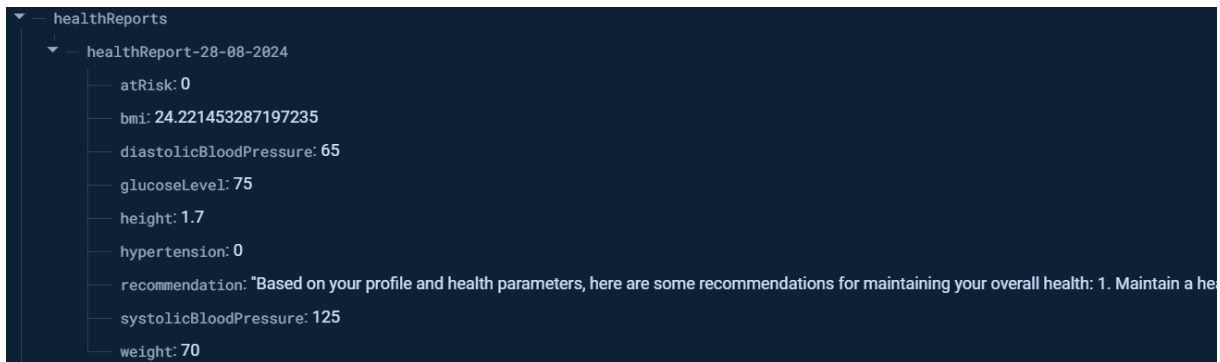 healthReports
healthReport-28-08-2024
atRisk: 0
bmi: 24.221453287197235
diastolicBloodPressure: 65
glucoseLevel: 75
height: 1.7
hypertension: 0
recommendation: "Based on your profile and health parameters, here are some recommendations for maintaining your overall health: 1. Maintain a
systolicBloodPressure: 125
weight: 70